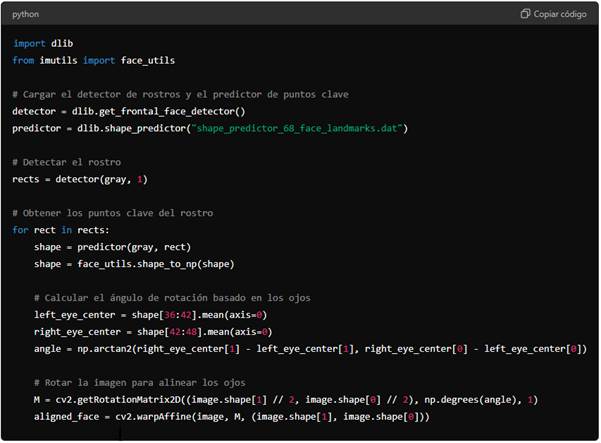 python
Copiar código
import dlib
from imutils import face_utils
# Cargar el detector de rostros y el predictor de puntos clave
detector = dlib.get_frontal_face_detector()
predictor = dlib.shape_predictor("shape_predictor_68_face_landmarks.dat")
# Detectar el rostro
rects = detector(gray, 1)
# Obtener los puntos clave del rostro
for rect in rects:
    shape = predictor(gray, rect)
    shape = face_utils.shape_to_np(shape)
    # Calcular el ángulo de rotación basado en los ojos
    left_eye_center = shape[36:42].mean(axis=0)
    right_eye_center = shape[42:48].mean(axis=0)
    angle = np.arctan2(right_eye_center[1] - left_eye_center[1], right_eye_center[0] - left_eye_center[0])
    # Rotar la imagen para alinear los ojos
    M = cv2.getRotationMatrix2D((image.shape[1] // 2, image.shape[0] // 2), np.degrees(angle), 1)
    aligned_face = cv2.warpAffine(image, M, (image.shape[1], image.shape[0]))